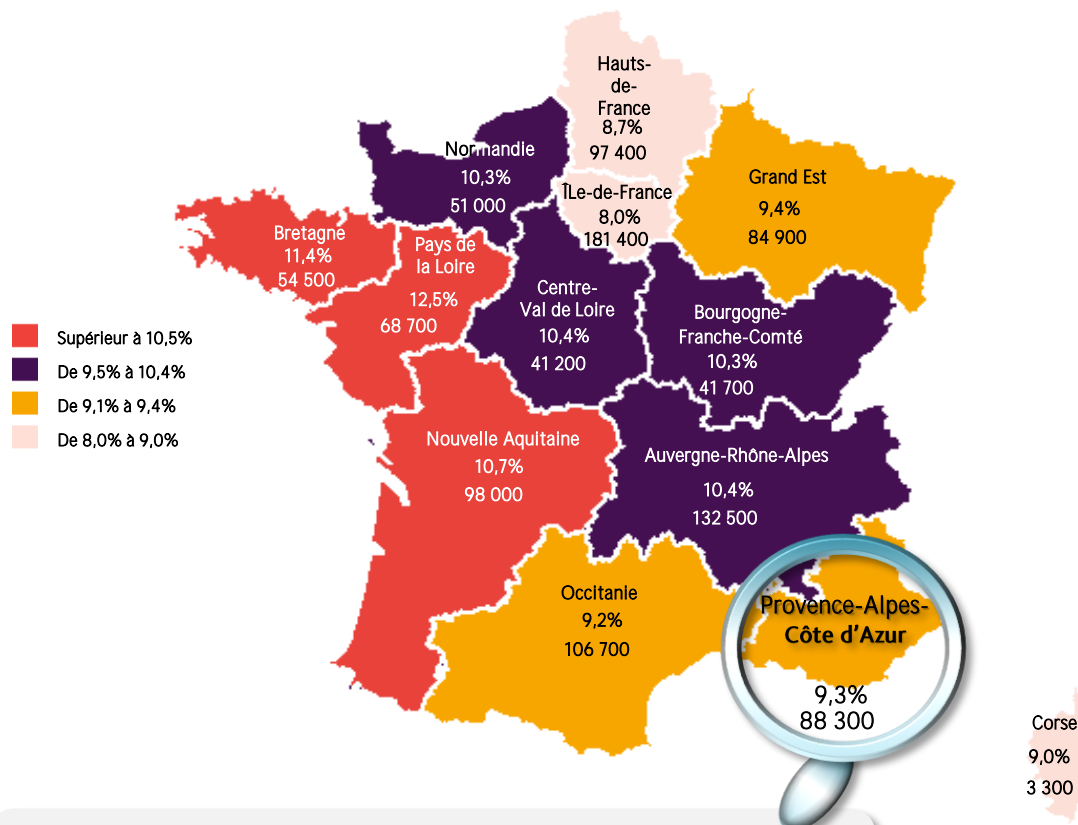 Hauts-
de-
France
8,7%
97 400
Normandie
10,3%
51 000
ÎLe-de-France
8,0%
181 400
Grand Est
9,4%
84 900
Bretagne
11,4%
54 500
Pays de
la Loire
12,5%
68 700
Centre-
Val de Loire
10,4%
41 200
Bourgogne-
Franche-Comté
10,3%
41 700
Supérieur à 10,5%
De 9,5% à 10,4%
De 9,1% à 9,4%
De 8,0% à 9,0%
Nouvelle Aquitaine
10,7%
98 000
Auvergne-Rhône-Alpes
10,4%
132 500
Occitanie
9,2%
106 700
Provence-Alpes-
Côte d'Azur
9,3%
88 300
Corse
9,0%
3 300